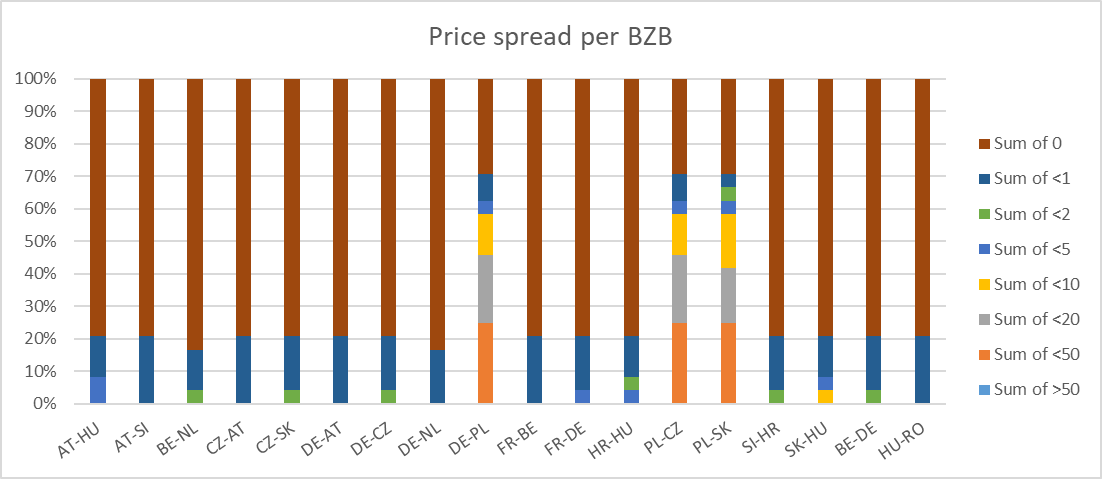 Price spread per BZB
100%
90%
80%
70%
60%
50%
40%
30%
20%
10%
0%
AT-HU
AT-SI
BE-NL
CZ-AT
CZ-SK
DE-AT
DE-CZ
DE-NL
DE-PL
FR-BE
FR-DE
HR-HU
PL-CZ
PL-SK
SI-HR
SK-HU
BE-DE
HU-RO
Sum of 0
Sum of <1
Sum of <2
Sum of <5
Sum of <10
Sum of <20
Sum of <50
Sum of >50